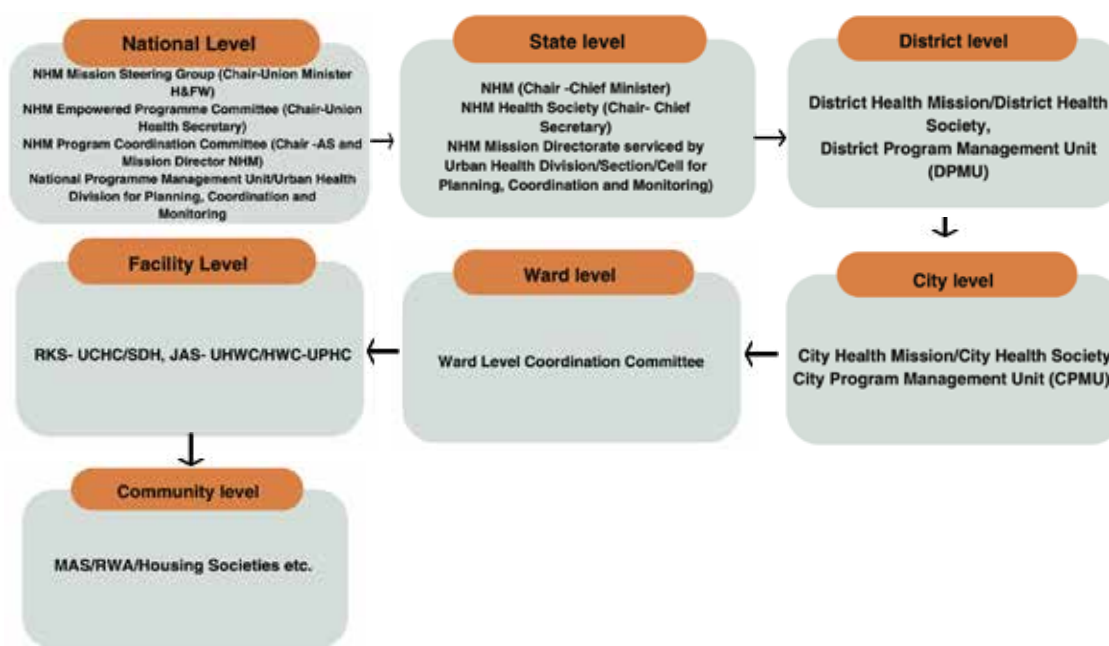 National Level
NHM Mission Steering Group (Chair-Union Minister
H&FW)
NHM Empowered Programme Committee (Chair-Union
Health Secretary)
NHM Program Coordination Committee (Chair -AS and
Mission Director NHM)
National Programme Management Unit/Urban Health
Division for Planning, Coordination and
Monitoring
State level
NHM (Chair -Chief Minister)
NHM Health Society (Chair- Chief
Secretary)
NHM Mission Directorate serviced by
Urban Health Division/Section/Cell for
Planning, Coordination and Monitoring)
District level
District Health Mission/District Health
Society,
District Program Management Unit
(DPMU)
City level
City Health Mission/City Health Society
City Program Management Unit (CPMU)
Ward level
Ward Level Coordination Committee
Facility Level
RKS- UCHC/SDH, JAS- UHWC/HWC-UPHC
Community level
MAS/RWA/Housing Societies etc.